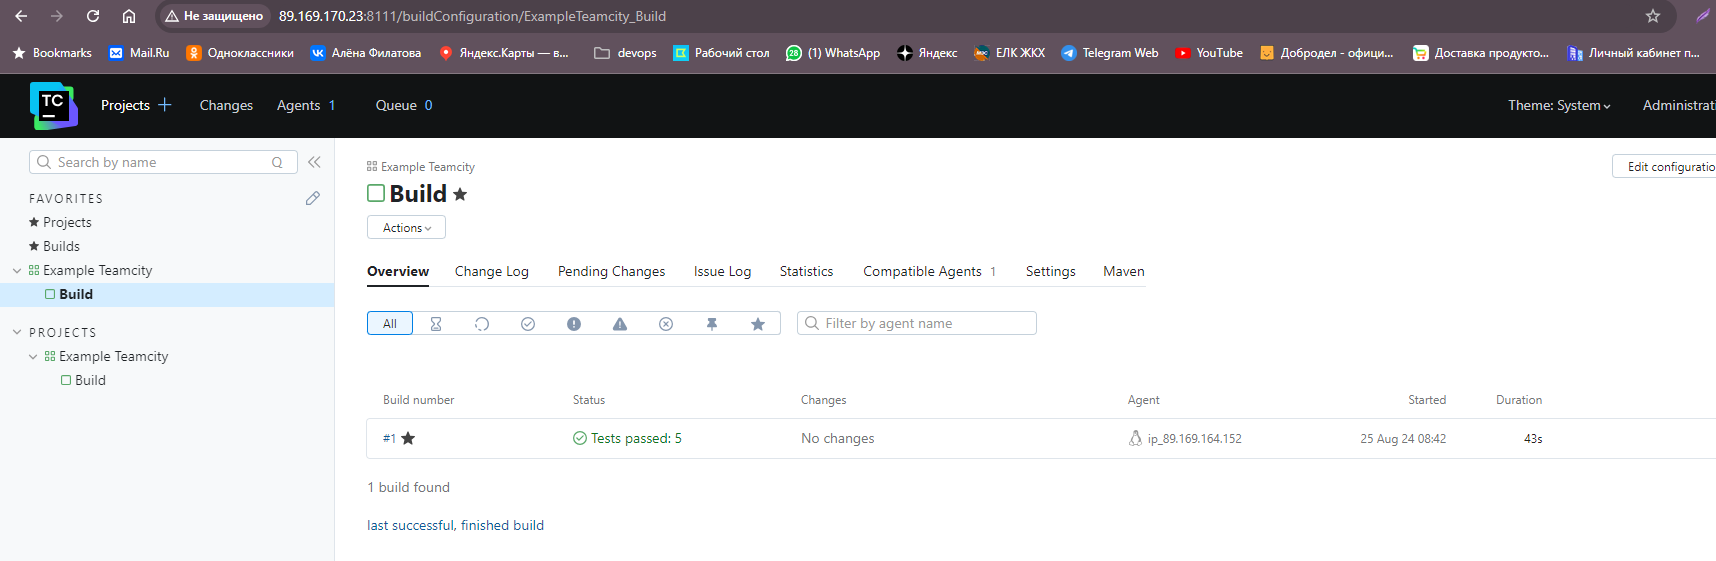 Не защищено 89.169.170.23:8111/buildConfiguration/ExampleTeamcity_Build
Bookmarks Mail.Ru Одноклассники Алёна Филатова Яндекс.Карты — в... devops Рабочий стол (1) WhatsApp Яндекс ЕЛК ЖКХ Telegram Web YouTube Добродел - офици... Доставка продукто... Личный кабинет п...
TC Projects Changes Agents 1 Queue 0 Theme: System Administrati
Search by name Q
FAVORITES
Projects
Builds
Example Teamcity
Build
PROJECTS
Example Teamcity
Build
Example Teamcity
Edit configuratio
Build
Actions
Overview Change Log Pending Changes Issue Log Statistics Compatible Agents 1 Settings Maven
All Filter by agent name
Build number Status Changes Agent Started Duration
#1 Tests passed: 5 No changes ip_89.169.164.152 25 Aug 24 08:42 43s
1 build found
last successful, finished build